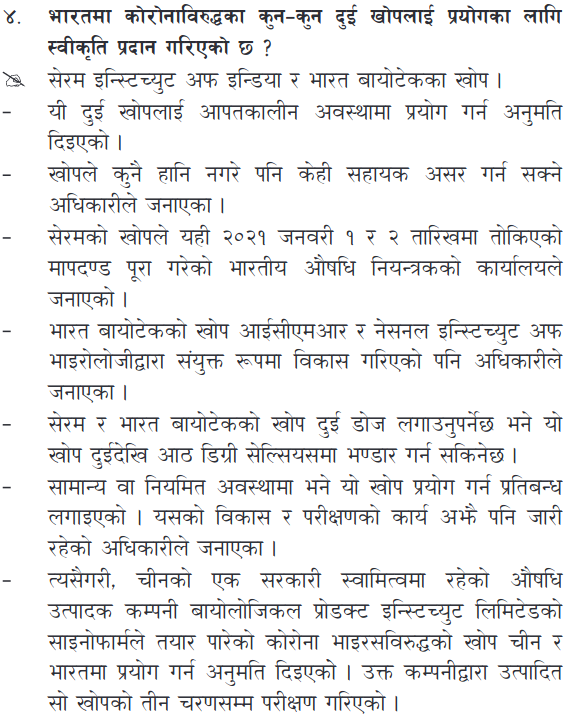 ४. भारतमा कोरोनाविरुद्धका कुन-कुन दुई खोपलाई प्रयोगका लागि
स्वीकृति प्रदान गरिएको छ ?
सेरम इन्स्टिच्युट अफ इन्डिया र भारत बायोटेकका खोप ।
- यी दुई खोपलाई आपतकालीन अवस्थामा प्रयोग गर्न अनुमति
दिइएको ।
- खोपले कुनै हानि नगरे पनि केही सहायक असर गर्न सक्ने
अधिकारीले जनाएका ।
- सेरमको खोपले यही २०२१ जनवरी १ र २ तारिखमा तोकिएको
मापदण्ड पूरा गरेको भारतीय औषधि नियन्त्रकको कार्यालयले
जनाएको ।
- भारत बायोटेकको खोप आईसीएमआर र नेसनल इन्स्टिच्युट अफ
भाइरोलोजीद्वारा संयुक्त रूपमा विकास गरिएको पनि अधिकारीले
जनाएका ।
- सेरम र भारत बायोटेकको खोप दुई डोज लगाउनुपर्नेछ भने यो
खोप दुईदेखि आठ डिग्री सेल्सियसमा भण्डार गर्न सकिनेछ ।
- सामान्य वा नियमित अवस्थामा भने यो खोप प्रयोग गर्न प्रतिबन्ध
लगाइएको । यसको विकास र परीक्षणको कार्य अझै पनि जारी
रहेको अधिकारीले जनाएका ।
- त्यसैगरी, चीनको एक सरकारी स्वामित्वमा रहेको औषधि
उत्पादक कम्पनी बायोलोजिकल प्रोडक्ट इन्स्टिच्युट लिमिटेडको
साइनोफार्मले तयार पारेको कोरोना भाइरसविरुद्धको खोप चीन र
भारतमा प्रयोग गर्न अनुमति दिइएको । उक्त कम्पनीद्वारा उत्पादित
सो खोपको तीन चरणसम्म परीक्षण गरिएको ।